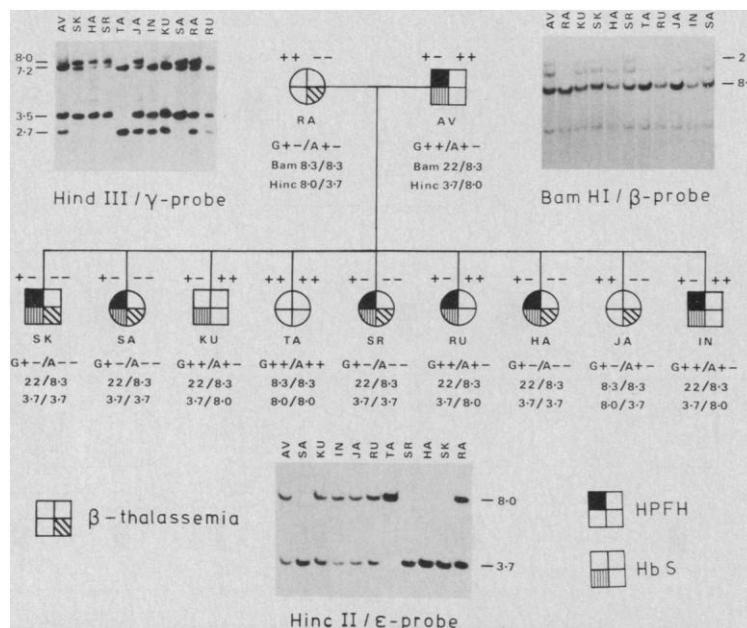 AV SK HA SR TA JA IN KU SA RA RU
8·0
7·2
3·5
2·7
Hind III / γ-probe
++ --
RA
G+-/A+-
Bam 8·3/8·3
Hinc 8·0/3·7
+- ++
AV
G++/A+-
Bam 22/8·3
Hinc 3·7/8·0
AV RA KU SK HA SR TA RU JA IN SA
2
8·
Bam HI / β-probe
+- --
SK
G+-/A--
22/8·3
3·7/3·7
+- --
SA
G+-/A--
22/8·3
3·7/3·7
+- ++
KU
G++/A+-
22/8·3
3·7/8·0
++ ++
TA
G++/A++
8·3/8·3
8·0/8·0
+- --
SR
G+-/A--
22/8·3
3·7/3·7
+- ++
RU
G++/A+-
22/8·3
3·7/8·0
+- --
HA
G+-/A--
22/8·3
3·7/3·7
++ --
JA
G+-/A+-
8·3/8·3
8·0/3·7
+- ++
IN
G++/A+-
22/8·3
3·7/8·0
AV SA KU IN JA RU TA SR HA SK RA
8·0
3·7
Hinc II / ε-probe
β-thalassemia
HPFH
Hb S